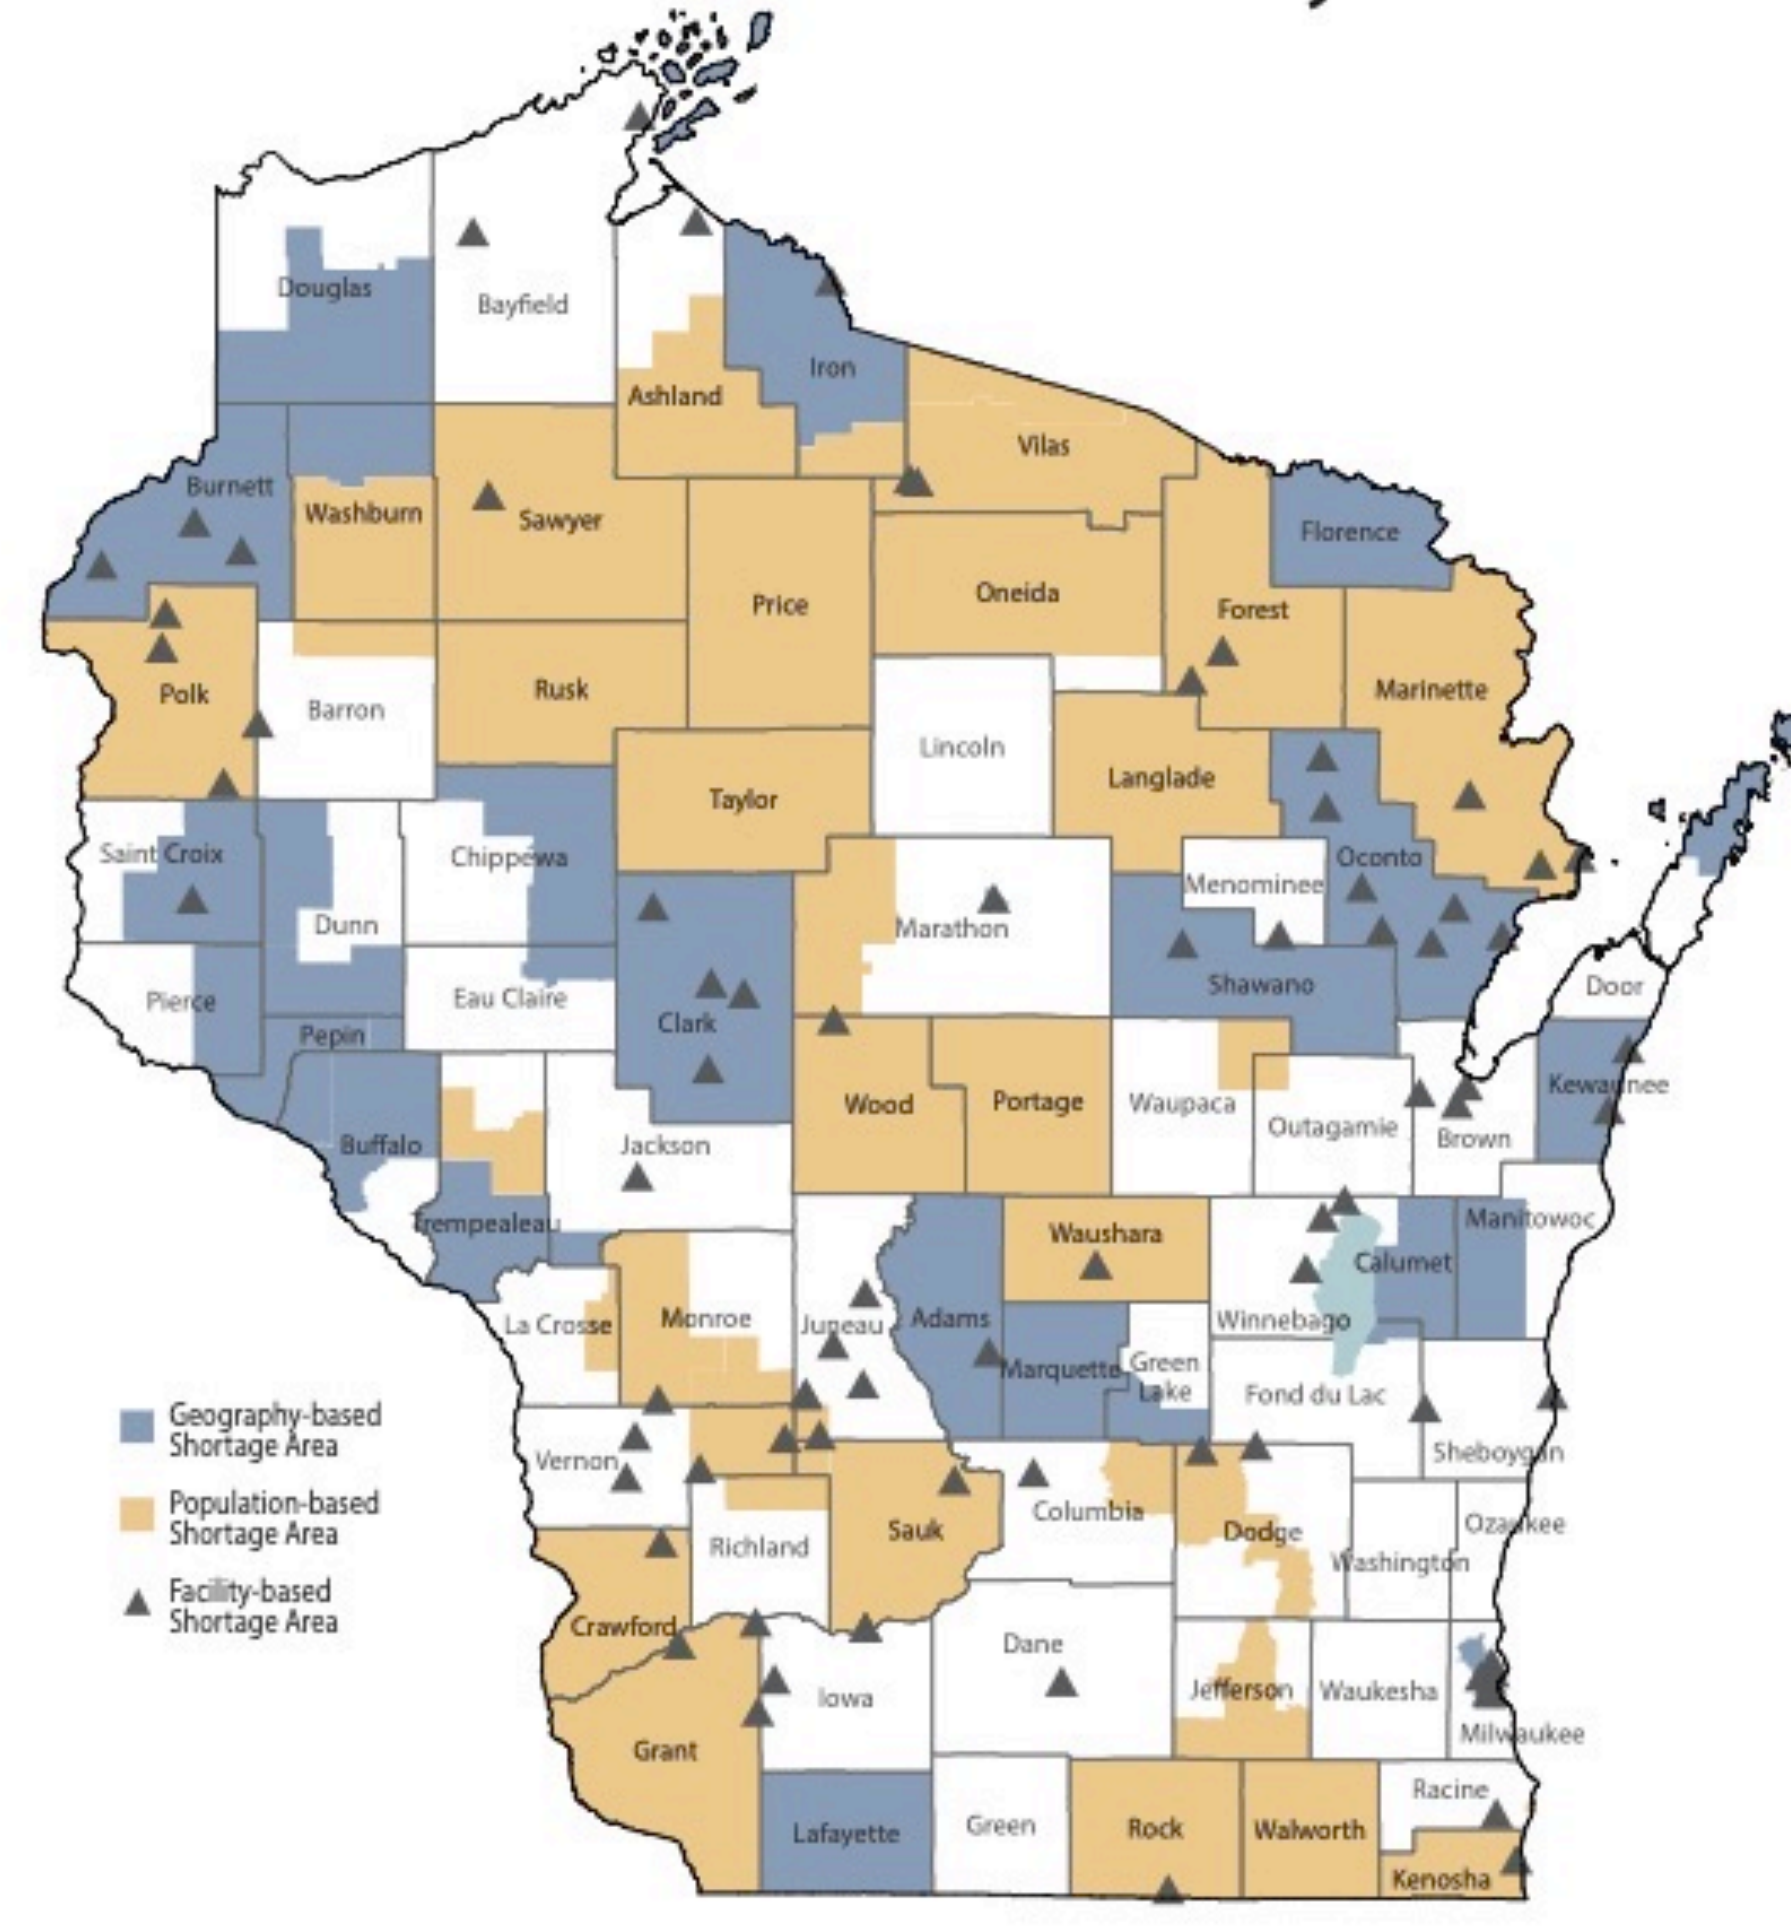 Douglas
Bayfield
Iron
Ashland
Vilas
Burnett
Washburn
Sawyer
Florence
Price
Oneida
Forest
Polk
Barron
Rusk
Marinette
Lincoln
Langlade
Taylor
Saint Croix
Chippewa
Oconto
Menominee
Dunn
Marathon
Shawano
Door
Pierce
Eau Claire
Clark
Pepin
Kewaunee
Wood
Portage
Waupaca
Outagamie
Brown
Buffalo
Jackson
Trempealeau
Waushara
Manitowoc
Calumet
La Crosse
Monroe
Juneau
Adams
Winnebago
Marquette
Green
Lake
Fond du Lac
Geography-based
Shortage Area
Vernon
Sheboygan
Population-based
Shortage Area
Columbia
Sauk
Dodge
Ozaukee
Richland
Washington
Facility-based
Shortage Area
Crawford
Dane
Iowa
Jefferson
Waukesha
Milwaukee
Grant
Racine
Lafayette
Green
Rock
Walworth
Kenosha